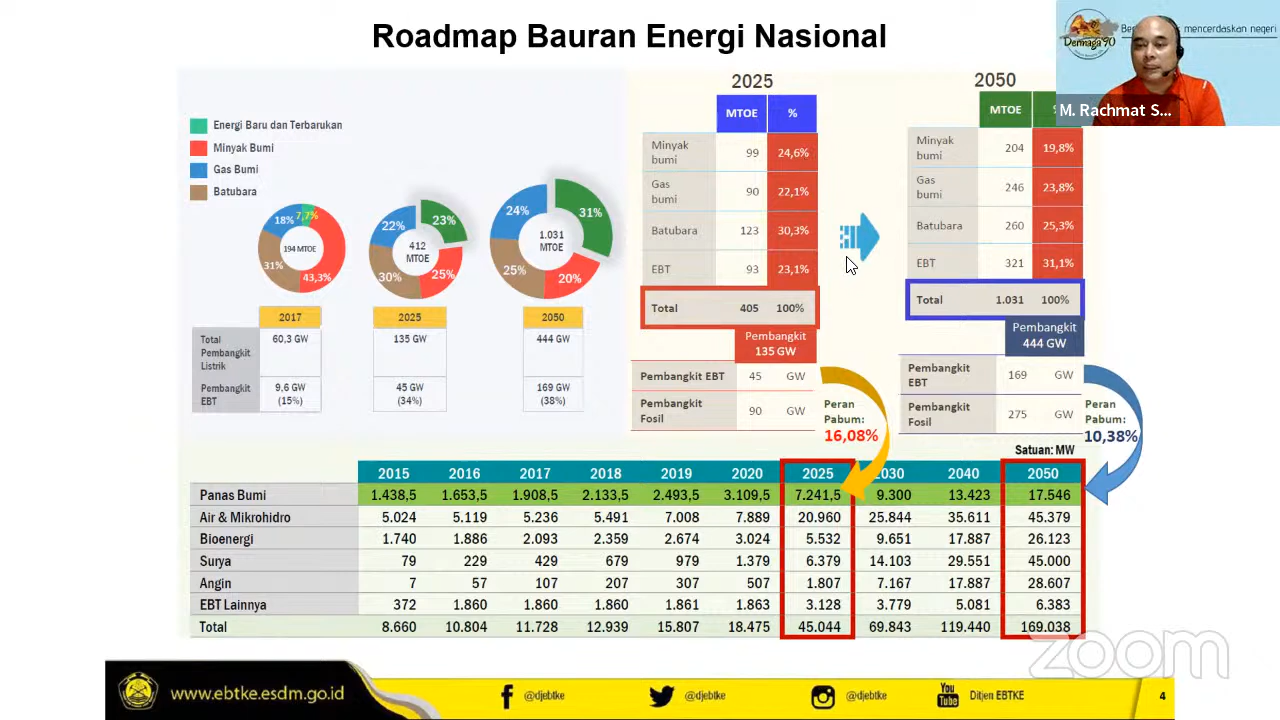 Roadmap Bauran Energi Nasional
mencerdaskan negeri
Dermaga 90
M. Rachmat S...
Energi Baru dan Terbarukan
Minyak Bumi
Gas Bumi
Batubara
18% 7,7%
194 MTOE
31%
43,3%
22% 23%
412
MTOE
30% 25%
24% 31%
1.031
MTOE
25% 20%
2017 2025 2050
Total
Pembangkit
Listrik
60,3 GW 135 GW 444 GW
Pembangkit
EBT
9,6 GW
(15%)
45 GW
(34%)
169 GW
(38%)
2025
MTOE %
Minyak
bumi
99 24,6%
Gas
bumi
90 22,1%
Batubara 123 30,3%
EBT 93 23,1%
Total 405 100%
Pembangkit
135 GW
Pembangkit EBT 45 GW
Pembangkit
Fosil
90 GW
Peran
Pabum:
16,08%
2050
MTOE
Minyak
bumi
204 19,8%
Gas
bumi
246 23,8%
Batubara 260 25,3%
EBT 321 31,1%
Total 1.031 100%
Pembangkit
444 GW
Pembangkit
EBT
169 GW
Pembangkit
Fosil
275 GW
Peran
Pabum:
10,38%
Satuan: MW
2015 2016 2017 2018 2019 2020 2025 2030 2040 2050
Panas Bumi 1.438,5 1.653,5 1.908,5 2.133,5 2.493,5 3.109,5 7.241,5 9.300 13.423 17.546
Air & Mikrohidro 5.024 5.119 5.236 5.491 7.008 7.889 20.960 25.844 35.611 45.379
Bioenergi 1.740 1.886 2.093 2.359 2.674 3.024 5.532 9.651 17.887 26.123
Surya 79 229 429 679 979 1.379 6.379 14.103 29.551 45.000
Angin 7 57 107 207 307 507 1.807 7.167 17.887 28.607
EBT Lainnya 372 1.860 1.860 1.860 1.861 1.863 3.128 3.779 5.081 6.383
Total 8.660 10.804 11.728 12.939 15.807 18.475 45.044 69.843 119.440 169.038
zoom
www.ebtke.esdm.go.id
@djebtke
@djebtke
@djebtke
You
Tube
Ditjen EBTKE
4